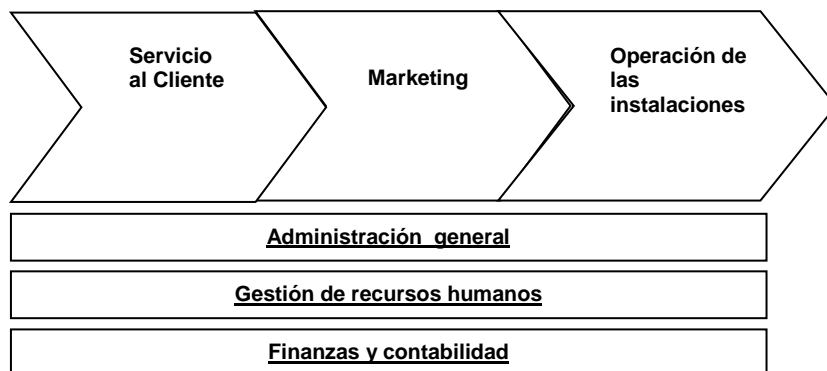 Servicio
al Cliente
Marketing
Operación de
las
instalaciones
Administración  general
Gestión de recursos humanos
Finanzas y contabilidad